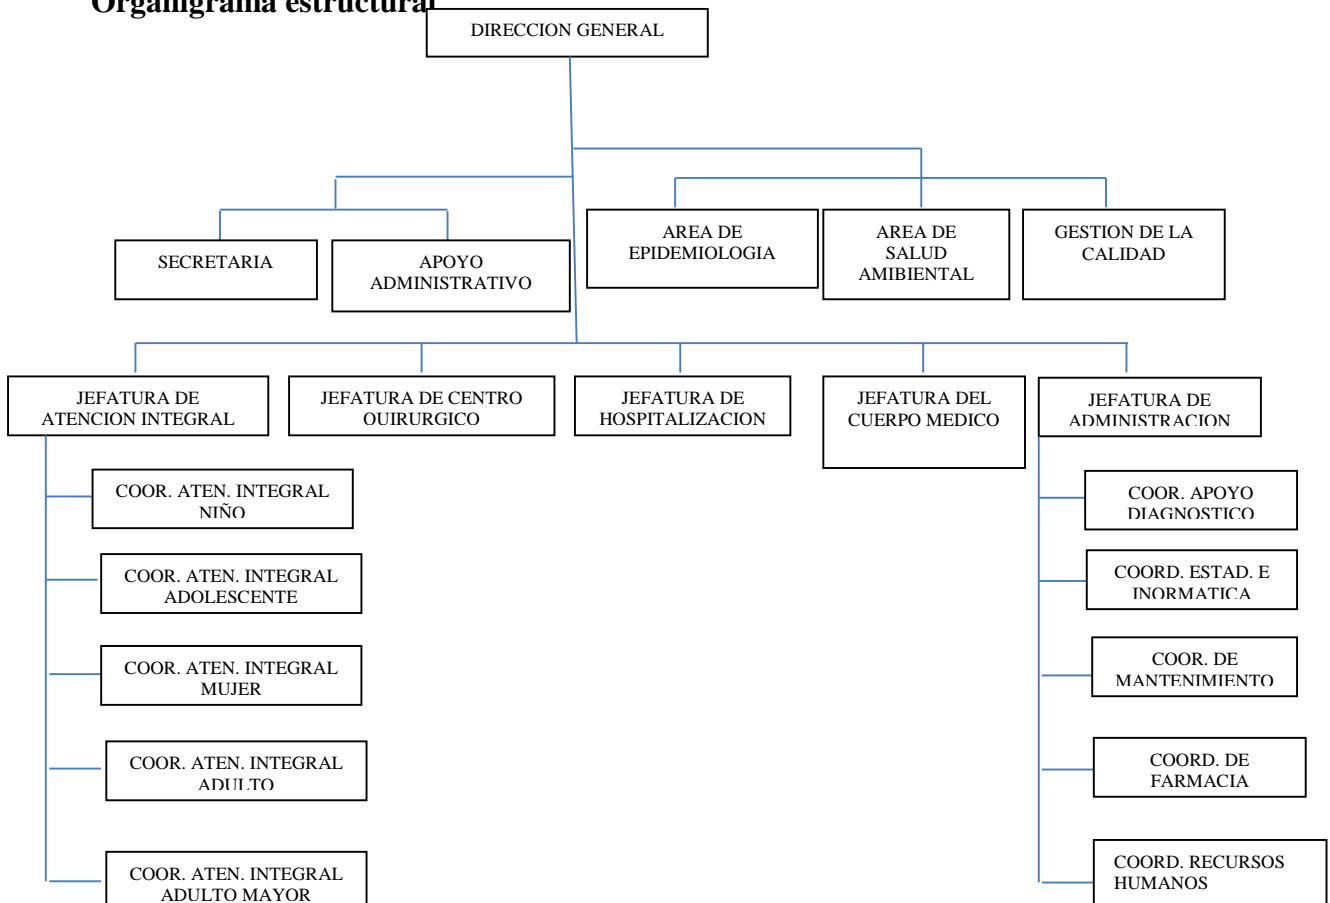 Organigrama estructural
DIRECCION GENERAL
SECRETARIA
APOYO
ADMINISTRATIVO
AREA DE
EPIDEMIOLOGIA
AREA DE
SALUD
AMIBIENTAL
GESTION DE LA
CALIDAD
JEFATURA DE
ATENCION INTEGRAL
JEFATURA DE CENTRO
QUIRURGICO
JEFATURA DE
HOSPITALIZACION
JEFATURA DEL
CUERPO MEDICO
JEFATURA DE
ADMINISTRACION
COOR. ATEN. INTEGRAL
NIÑO
COOR. ATEN. INTEGRAL
ADOLESCENTE
COOR. ATEN. INTEGRAL
MUJER
COOR. ATEN. INTEGRAL
ADULTO
COOR. ATEN. INTEGRAL
ADULTO MAYOR
COOR. APOYO
DIAGNOSTICO
COORD. ESTAD. E
INORMATICA
COOR. DE
MANTENIMIENTO
COORD. DE
FARMACIA
COORD. RECURSOS
HUMANOS